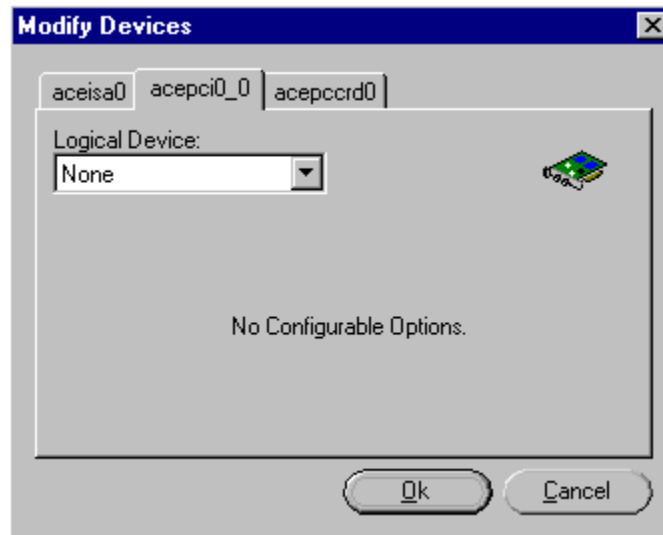 Modify Devices
aceisa0 acepci0_0 acepccrd0
Logical Device:
None
No Configurable Options.
Ok Cancel